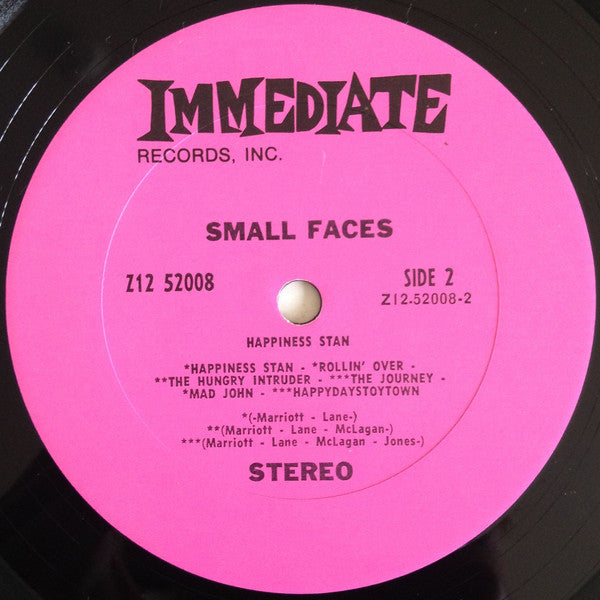 IMMEDIATE
RECORDS, INC.
SMALL FACES
Z12 52008
SIDE 2
Z12-52008-2
HAPPINESS STAN
*HAPPINESS STAN - *ROLLIN' OVER -
**THE HUNGRY INTRUDER - ***THE JOURNEY -
*MAD JOHN - ***HAPPYDAYSTOYTOWN
*(-Marriott - Lane-)
**(Marriott - Lane - McLagan-)
***(Marriott - Lane - McLagan - Jones-)
STEREO